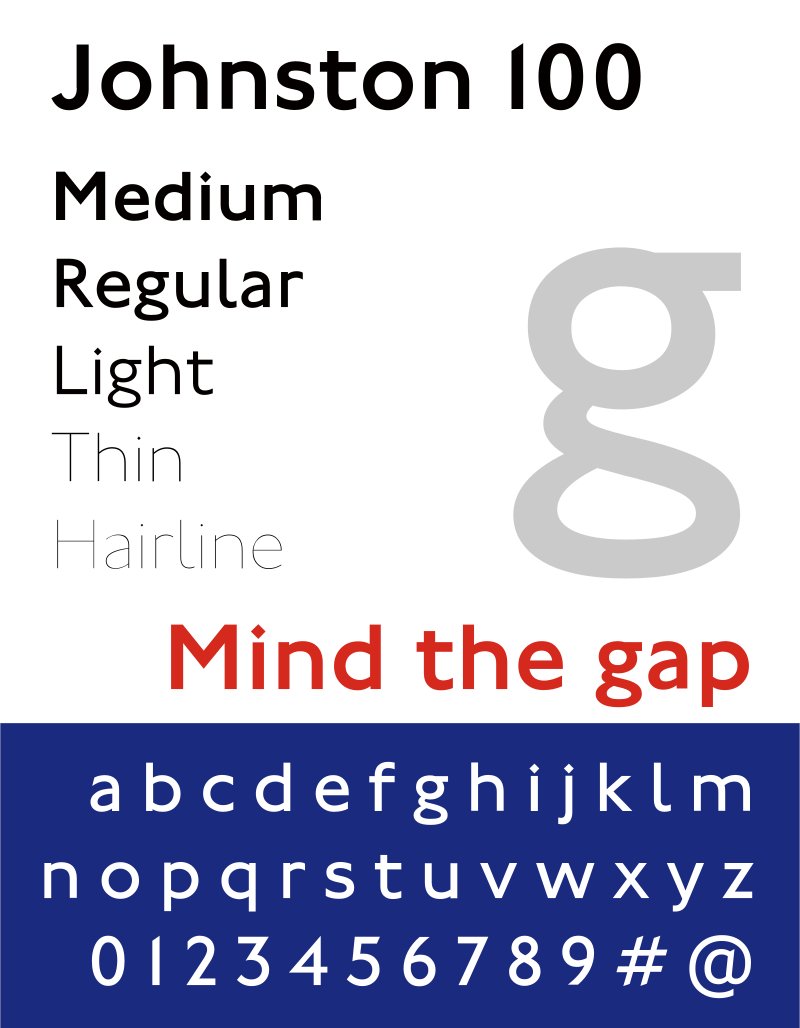 Johnston 100
Medium
Regular
Light
Thin
Hairline
g
Mind the gap
a b c d e f g h i j k l m
n o p q r s t u v w x y z
0 1 2 3 4 5 6 7 8 9 # @